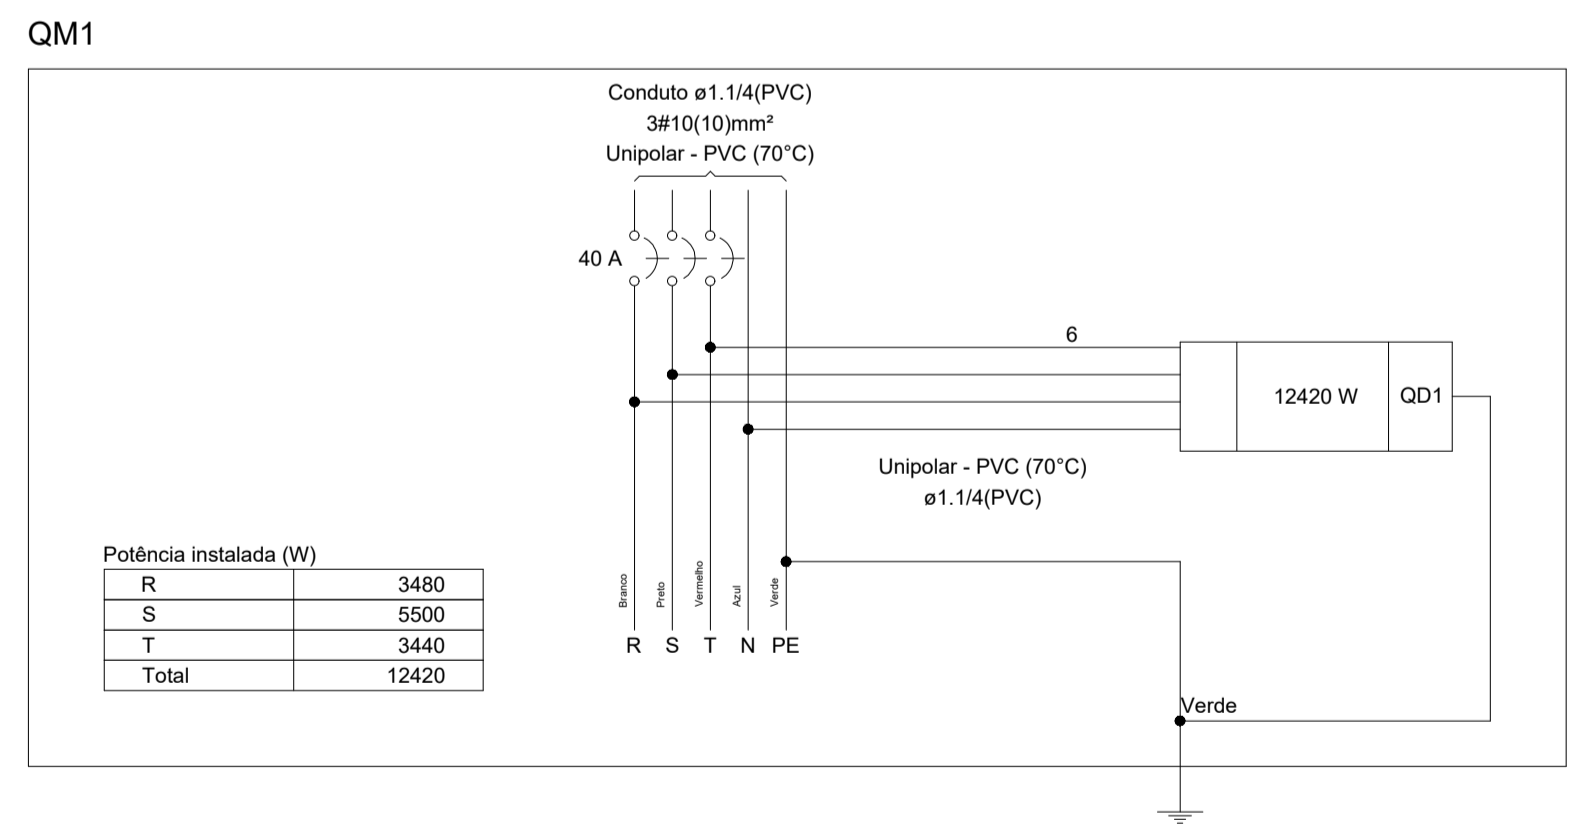 QM1
Conduto ø1.1/4(PVC)
3#10(10)mm²
Unipolar - PVC (70°C)
40 A
6
12420 W
QD1
Unipolar - PVC (70°C)
ø1.1/4(PVC)
Potência instalada (W)
R 3480
S 5500
T 3440
Total 12420
Branco
Preto
Vermelho
Azul
Verde
R S T N PE
Verde